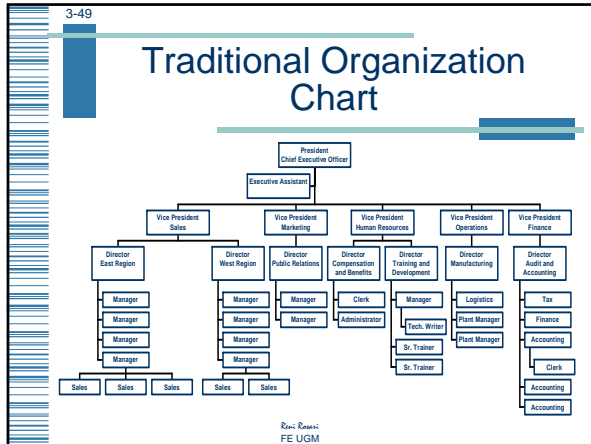 3-49
Traditional Organization
Chart
President
Chief Executive Officer
Executive Assistant
Vice President
Sales
Vice President
Marketing
Vice President
Human Resources
Vice President
Operations
Vice President
Finance
Director
East Region
Director
West Region
Director
Public Relations
Director
Compensation
and Benefits
Director
Training and
Development
Director
Manufacturing
Director
Audit and
Accounting
Manager
Manager
Manager
Manager
Sales
Sales
Sales
Manager
Manager
Manager
Manager
Sales
Sales
Manager
Manager
Clerk
Administrator
Manager
Tech. Writer
Sr. Trainer
Sr. Trainer
Logistics
Plant Manager
Plant Manager
Tax
Finance
Accounting
Clerk
Accounting
Accounting
Reni Rosari
FE UGM